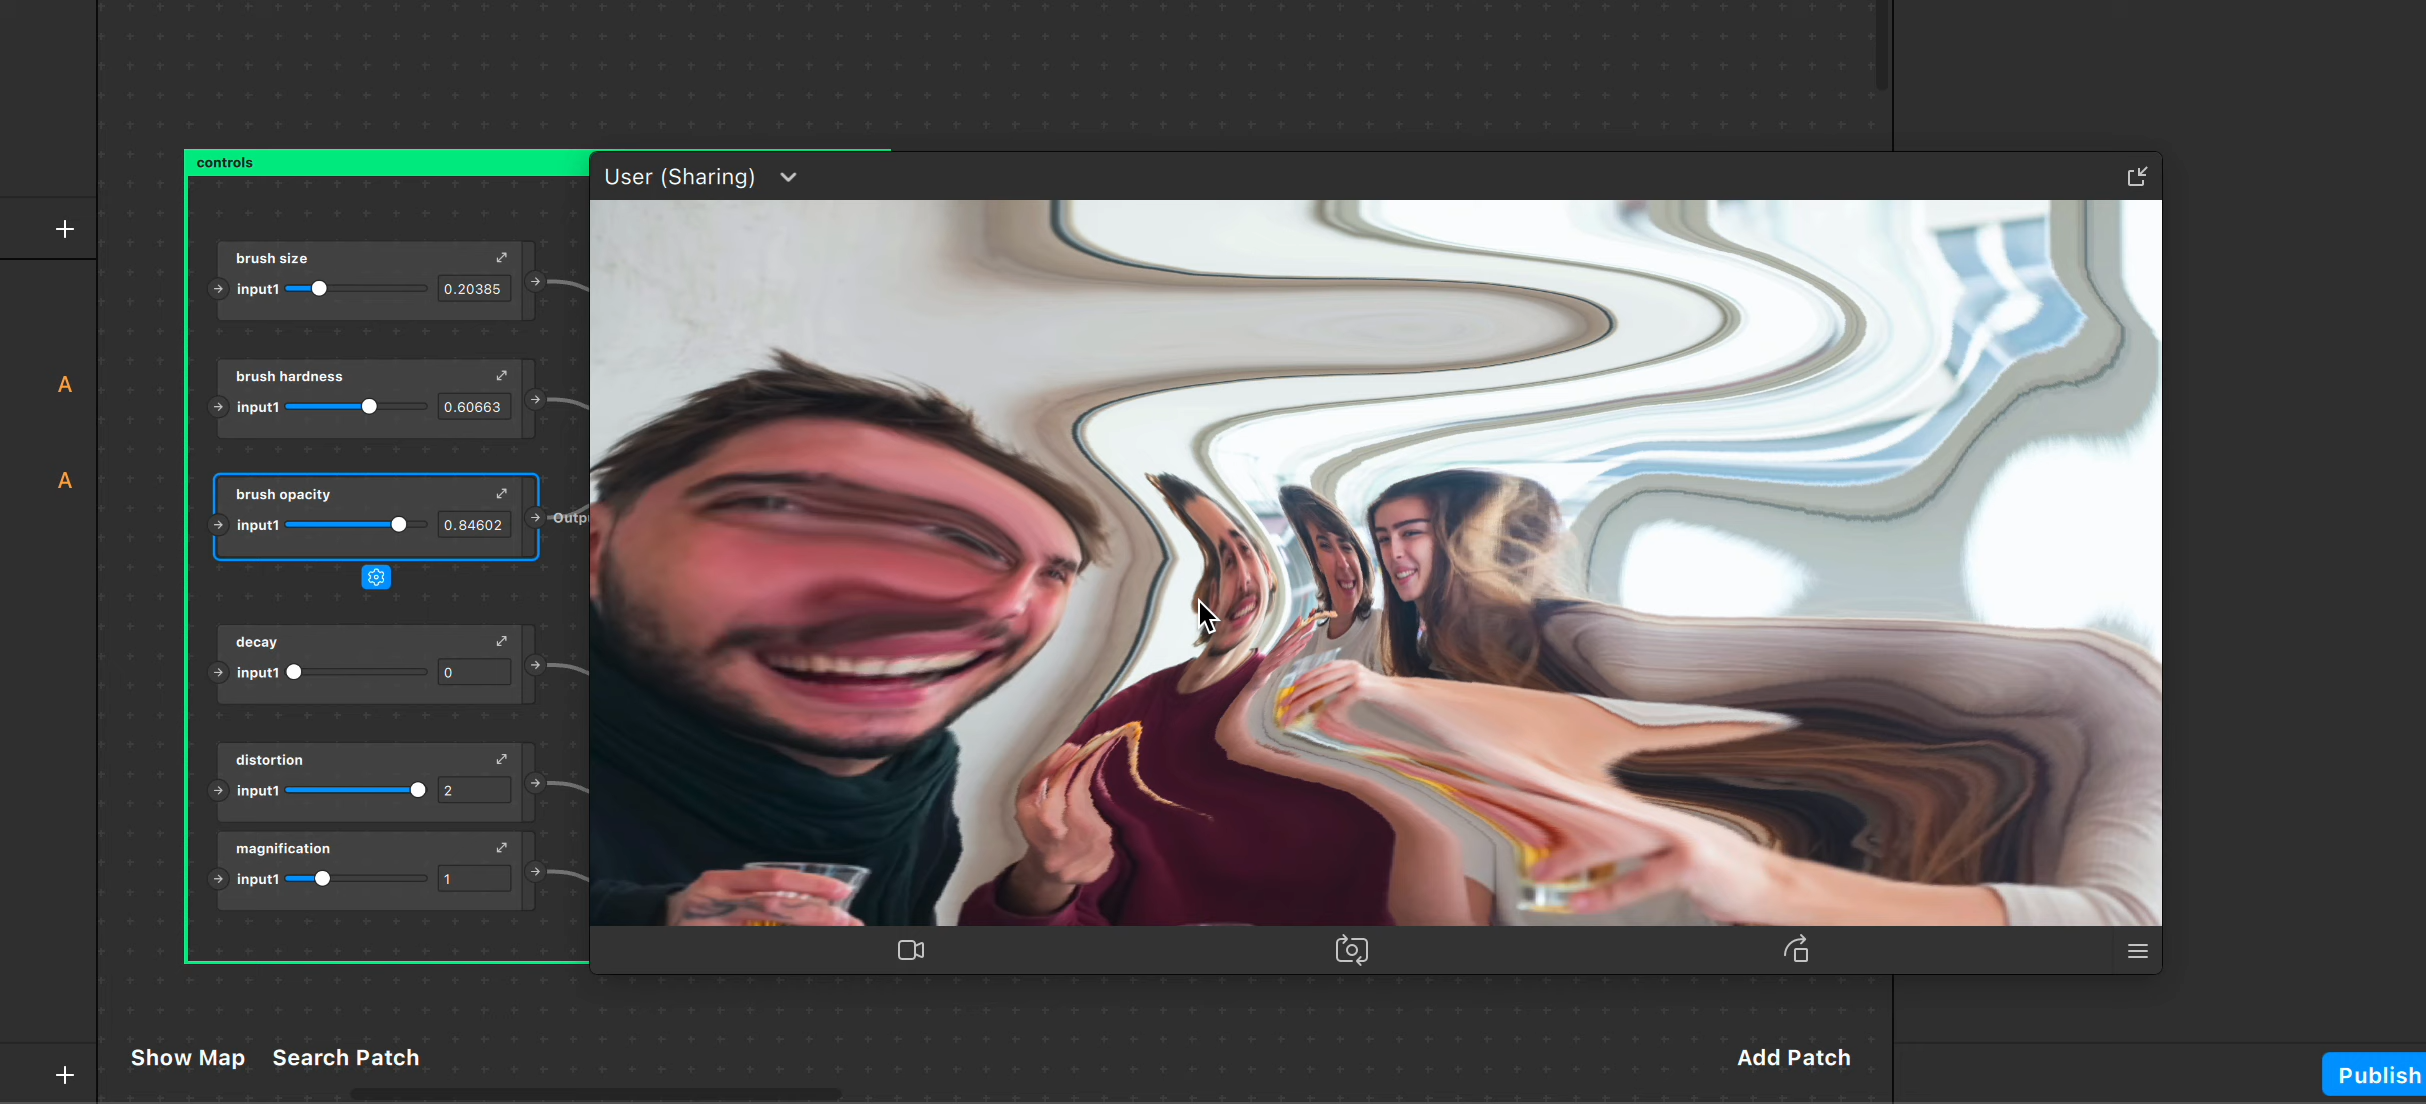 controls
User (Sharing)
brush size
input1 0.20385
brush hardness
input1 0.60663
A
brush opacity
input1 0.84602
A
decay
input1 0
distortion
input1 2
magnification
input1 1
Show Map Search Patch Add Patch
Publish